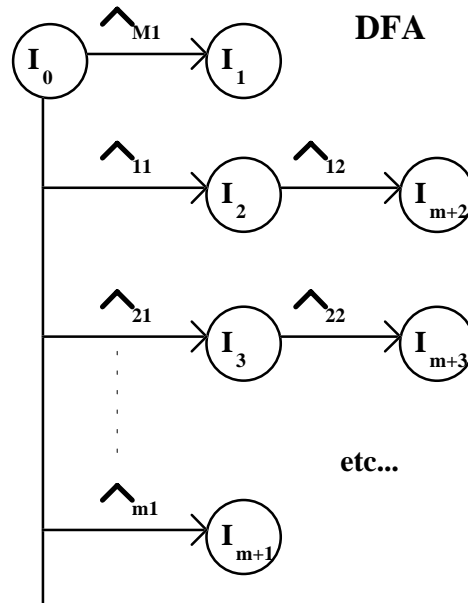 ^M1 DFA
I0 I1
^11 ^12
I2 Im+2
^21 ^22
I3 Im+3
etc...
^m1
Im+1